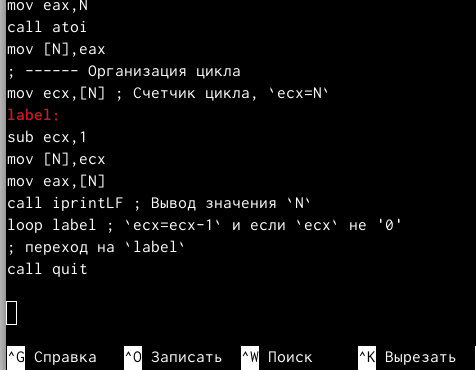 mov eax,N
call atoi
mov [N],eax
; ------ Организация цикла
mov ecx,[N] ; Счетчик цикла, `ecx=N`
label:
sub ecx,1
mov [N],ecx
mov eax,[N]
call iprintLF ; Вывод значения `N`
loop label ; `ecx=ecx-1` и если `ecx` не '0'
; переход на `label`
call quit
^G Справка ^O Записать ^W Поиск ^K Вырезать